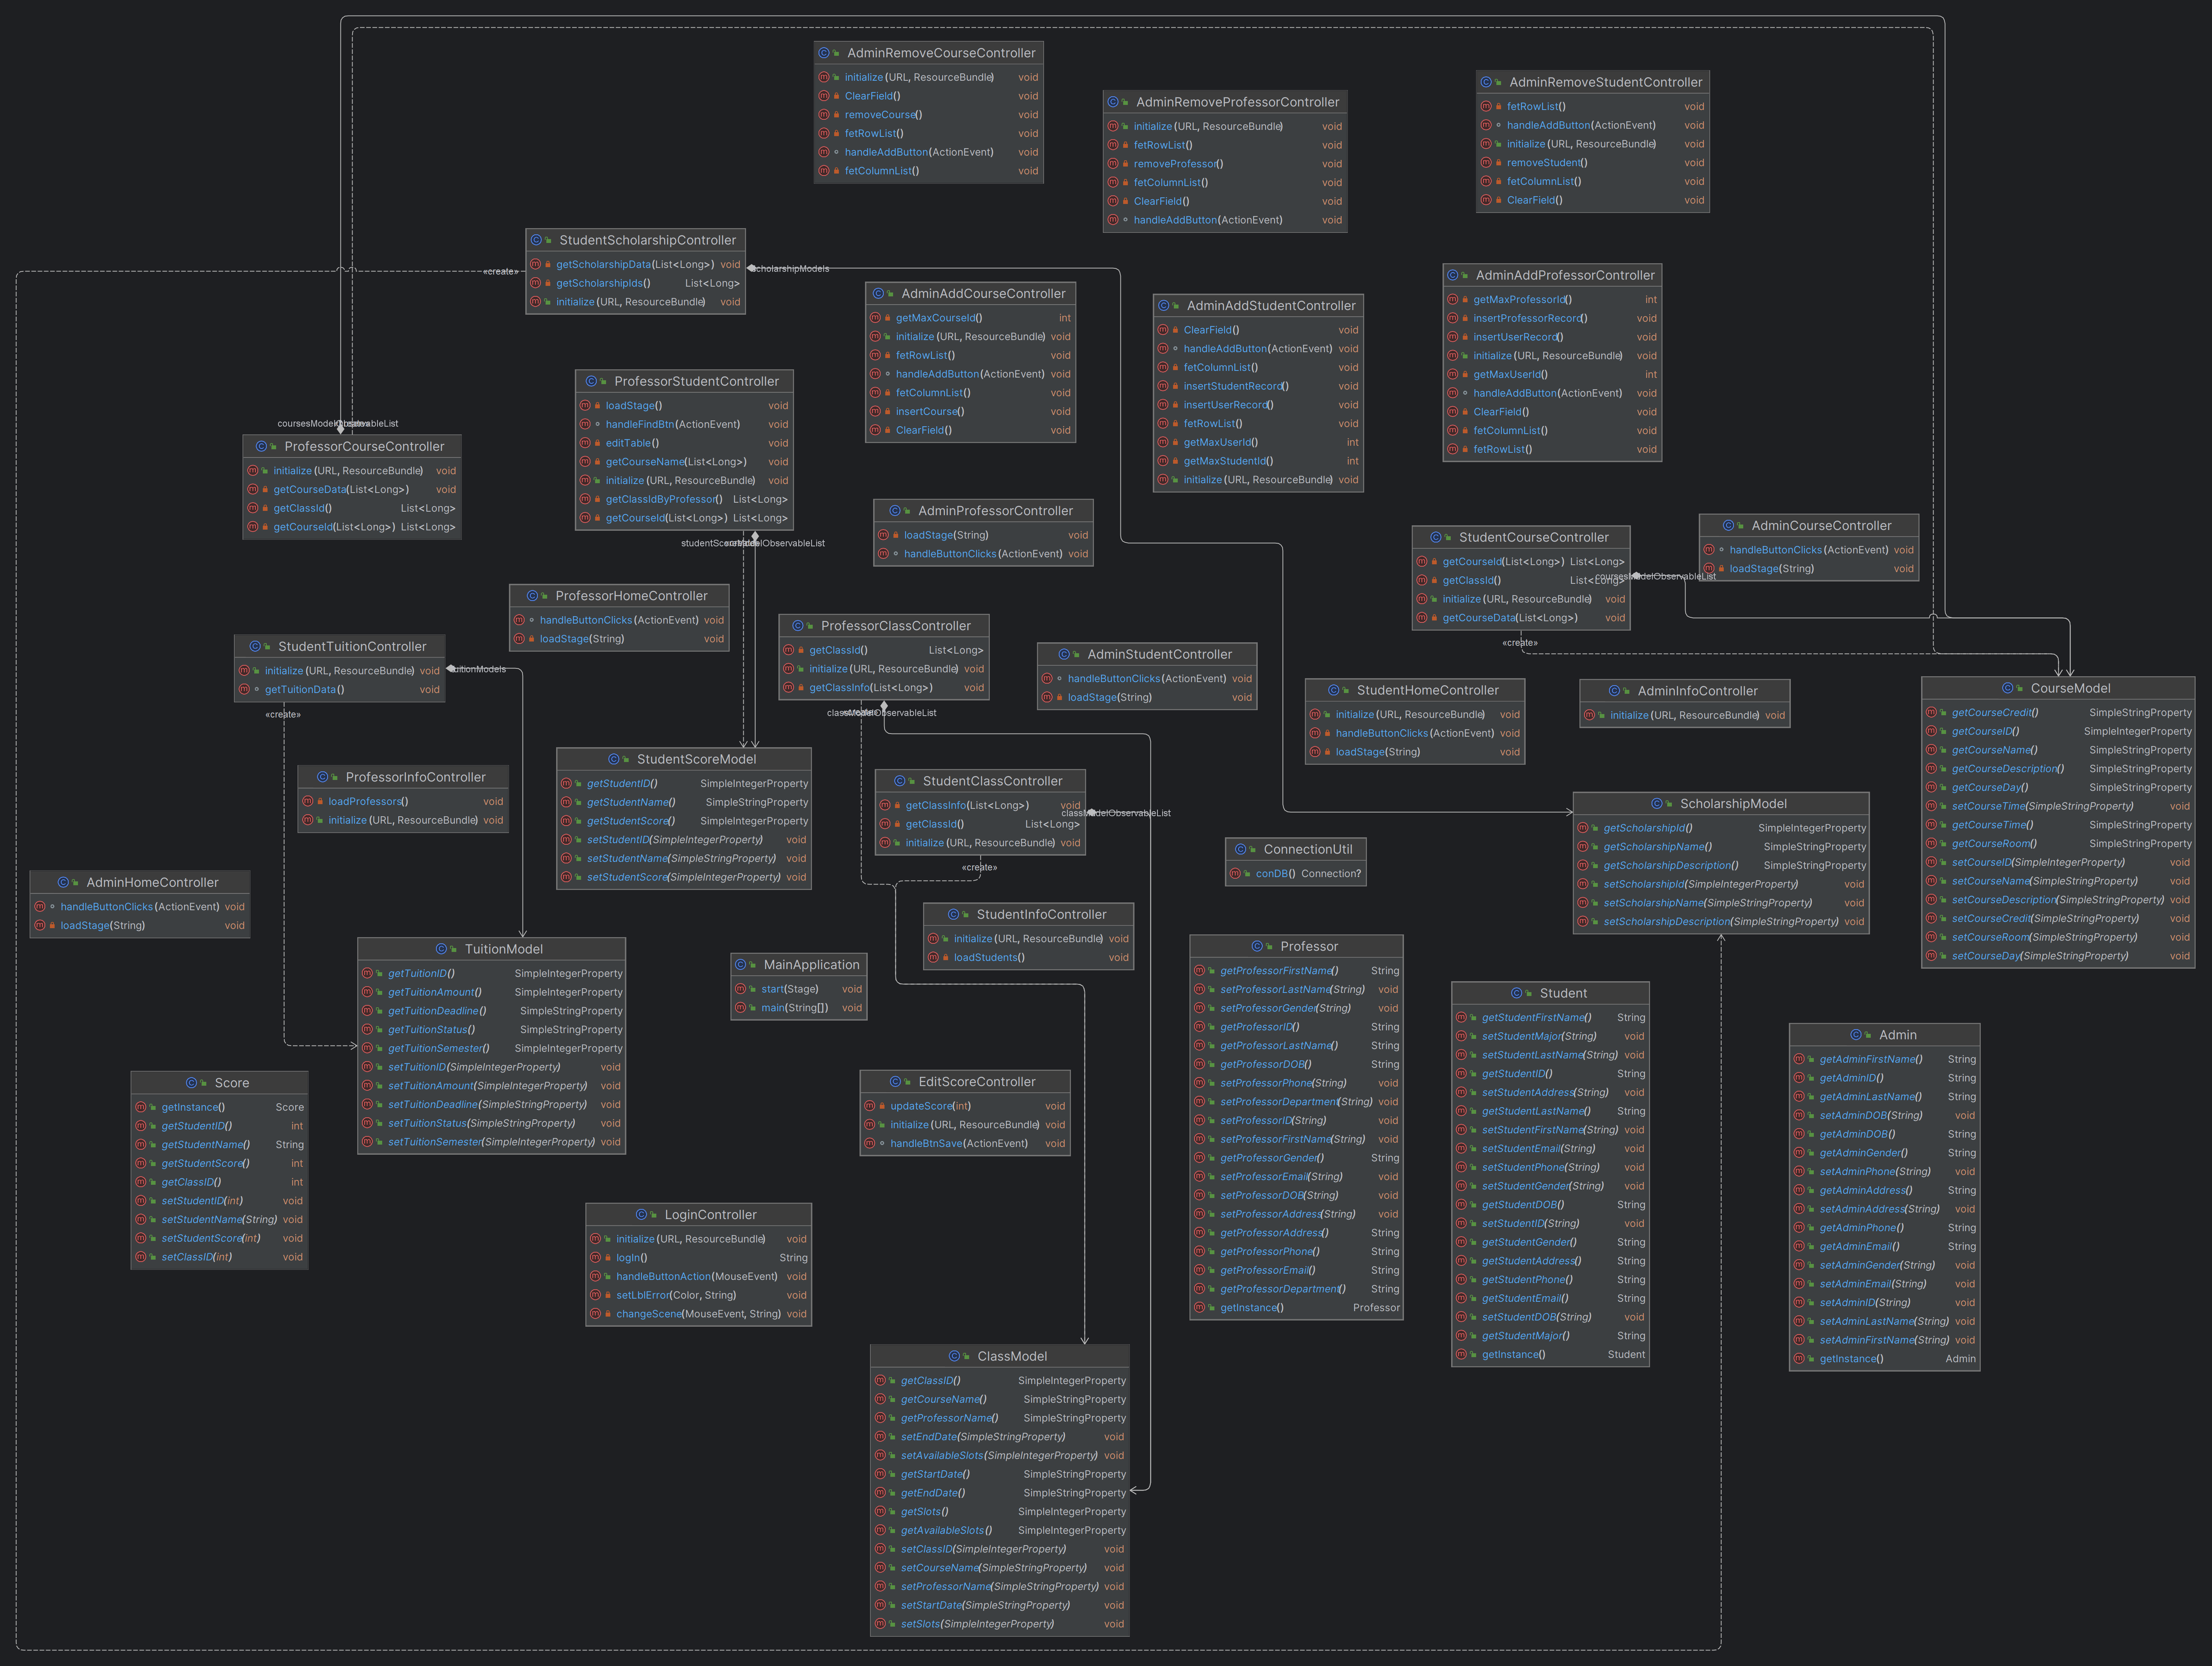 AdminRemoveCourseController
initialize(URL, ResourceBundle) void
ClearField() void
removeCourse() void
fetRowList() void
handleAddButton(ActionEvent) void
fetColumnList() void
AdminRemoveStudentController
fetRowList() void
handleAddButton(ActionEvent) void
initialize(URL, ResourceBundle) void
removeStudent() void
fetColumnList() void
ClearField() void
AdminRemoveProfessorController
initialize(URL, ResourceBundle) void
fetRowList() void
removeProfessor() void
fetColumnList() void
ClearField() void
handleAddButton(ActionEvent) void
StudentScholarshipController
getScholarshipData(List<Long>) void
getScholarshipIds() List<Long>
initialize(URL, ResourceBundle) void
«create»
scholarshipModels
AdminAddProfessorController
getMaxProfessorId() int
insertProfessorRecord() void
insertUserRecord() void
initialize(URL, ResourceBundle) void
getMaxUserId() int
handleAddButton(ActionEvent) void
ClearField() void
fetColumnList() void
fetRowList() void
AdminAddCourseController
getMaxCourseId() int
initialize(URL, ResourceBundle) void
fetRowList() void
handleAddButton(ActionEvent) void
fetColumnList() void
insertCourse() void
ClearField() void
AdminAddStudentController
ClearField() void
handleAddButton(ActionEvent) void
fetColumnList() void
insertStudentRecord() void
insertUserRecord() void
fetRowList() void
getMaxUserId() int
getMaxStudentId() int
initialize(URL, ResourceBundle) void
ProfessorStudentController
loadStage() void
handleFindBtn(ActionEvent) void
editTable() void
getCourseName(List<Long>) void
initialize(URL, ResourceBundle) void
getClassIdByProfessor() List<Long>
getCourseId(List<Long>) List<Long>
ProfessorCourseController
initialize(URL, ResourceBundle) void
getCourseData(List<Long>) void
getClassId() List<Long>
getCourseId(List<Long>) List<Long>
AdminProfessorController
loadStage(String) void
handleButtonClicks(ActionEvent) void
AdminCourseController
handleButtonClicks(ActionEvent) void
loadStage(String) void
StudentCourseController
getCourseId(List<Long>) List<Long>
getClassId() List<Long>
initialize(URL, ResourceBundle) void
getCourseData(List<Long>) void
coursesModelObservableList
«create»
ProfessorHomeController
handleButtonClicks(ActionEvent) void
loadStage(String) void
ProfessorClassController
getClassId() List<Long>
initialize(URL, ResourceBundle) void
getClassInfo(List<Long>) void
StudentTuitionController
initialize(URL, ResourceBundle) void
getTuitionData() void
tuitionModels
«create»
AdminStudentController
handleButtonClicks(ActionEvent) void
loadStage(String) void
StudentHomeController
initialize(URL, ResourceBundle) void
handleButtonClicks(ActionEvent) void
loadStage(String) void
AdminInfoController
initialize(URL, ResourceBundle) void
CourseModel
getCourseCredit() SimpleStringProperty
getCourseID() SimpleIntegerProperty
getCourseName() SimpleStringProperty
getCourseDescription() SimpleStringProperty
getCourseDay() SimpleStringProperty
setCourseTime(SimpleStringProperty) void
getCourseTime() SimpleStringProperty
getCourseRoom() SimpleStringProperty
setCourseID(SimpleIntegerProperty) void
setCourseName(SimpleStringProperty) void
setCourseDescription(SimpleStringProperty) void
setCourseCredit(SimpleStringProperty) void
setCourseRoom(SimpleStringProperty) void
setCourseDay(SimpleStringProperty) void
StudentScoreModel
getStudentID() SimpleIntegerProperty
getStudentName() SimpleStringProperty
getStudentScore() SimpleIntegerProperty
setStudentID(SimpleIntegerProperty) void
setStudentName(SimpleStringProperty) void
setStudentScore(SimpleIntegerProperty) void
ProfessorInfoController
loadProfessors() void
initialize(URL, ResourceBundle) void
StudentClassController
getClassInfo(List<Long>) void
getClassId() List<Long>
initialize(URL, ResourceBundle) void
classModelObservableList
«create»
ScholarshipModel
getScholarshipId() SimpleIntegerProperty
getScholarshipName() SimpleStringProperty
getScholarshipDescription() SimpleStringProperty
setScholarshipId(SimpleIntegerProperty) void
setScholarshipName(SimpleStringProperty) void
setScholarshipDescription(SimpleStringProperty) void
ConnectionUtil
conDB() Connection?
AdminHomeController
handleButtonClicks(ActionEvent) void
loadStage(String) void
StudentInfoController
initialize(URL, ResourceBundle) void
loadStudents() void
TuitionModel
getTuitionID() SimpleIntegerProperty
getTuitionAmount() SimpleIntegerProperty
getTuitionDeadline() SimpleStringProperty
getTuitionStatus() SimpleStringProperty
getTuitionSemester() SimpleIntegerProperty
setTuitionID(SimpleIntegerProperty) void
setTuitionAmount(SimpleIntegerProperty) void
setTuitionDeadline(SimpleStringProperty) void
setTuitionStatus(SimpleStringProperty) void
setTuitionSemester(SimpleIntegerProperty) void
MainApplication
start(Stage) void
main(String[]) void
Professor
getProfessorFirstName() String
setProfessorLastName(String) void
setProfessorGender(String) void
getProfessorID() String
getProfessorLastName() String
getProfessorDOB() String
setProfessorPhone(String) void
setProfessorDepartment(String) void
setProfessorID(String) void
setProfessorFirstName(String) void
getProfessorGender() String
setProfessorEmail(String) void
setProfessorDOB(String) void
setProfessorAddress(String) void
getProfessorAddress() String
getProfessorPhone() String
getProfessorEmail() String
getProfessorDepartment() String
getInstance() Professor
Student
getStudentFirstName() String
setStudentMajor(String) void
setStudentLastName(String) void
getStudentID() String
setStudentAddress(String) void
getStudentLastName() String
setStudentFirstName(String) void
setStudentEmail(String) void
setStudentPhone(String) void
setStudentGender(String) void
getStudentDOB() String
setStudentID(String) void
getStudentGender() String
getStudentAddress() String
getStudentPhone() String
getStudentEmail() String
setStudentDOB(String) void
getStudentMajor() String
getInstance() Student
Admin
getAdminFirstName() String
getAdminID() String
getAdminLastName() String
setAdminDOB(String) void
getAdminDOB() String
getAdminGender() String
setAdminPhone(String) void
getAdminAddress() String
setAdminAddress(String) void
getAdminPhone() String
getAdminEmail() String
setAdminGender(String) void
setAdminEmail(String) void
setAdminID(String) void
setAdminLastName(String) void
setAdminFirstName(String) void
getInstance() Admin
Score
getInstance() Score
getStudentID() int
getStudentName() String
getStudentScore() int
getClassID() int
setStudentID(int) void
setStudentName(String) void
setStudentScore(int) void
setClassID(int) void
EditScoreController
updateScore(int) void
initialize(URL, ResourceBundle) void
handleBtnSave(ActionEvent) void
LoginController
initialize(URL, ResourceBundle) void
logIn() String
handleButtonAction(MouseEvent) void
setLblError(Color, String) void
changeScene(MouseEvent, String) void
ClassModel
getClassID() SimpleIntegerProperty
getCourseName() SimpleStringProperty
getProfessorName() SimpleStringProperty
setEndDate(SimpleStringProperty) void
setAvailableSlots(SimpleIntegerProperty) void
getStartDate() SimpleStringProperty
getEndDate() SimpleStringProperty
getSlots() SimpleIntegerProperty
getAvailableSlots() SimpleIntegerProperty
setClassID(SimpleIntegerProperty) void
setCourseName(SimpleStringProperty) void
setProfessorName(SimpleStringProperty) void
setStartDate(SimpleStringProperty) void
setSlots(SimpleIntegerProperty) void